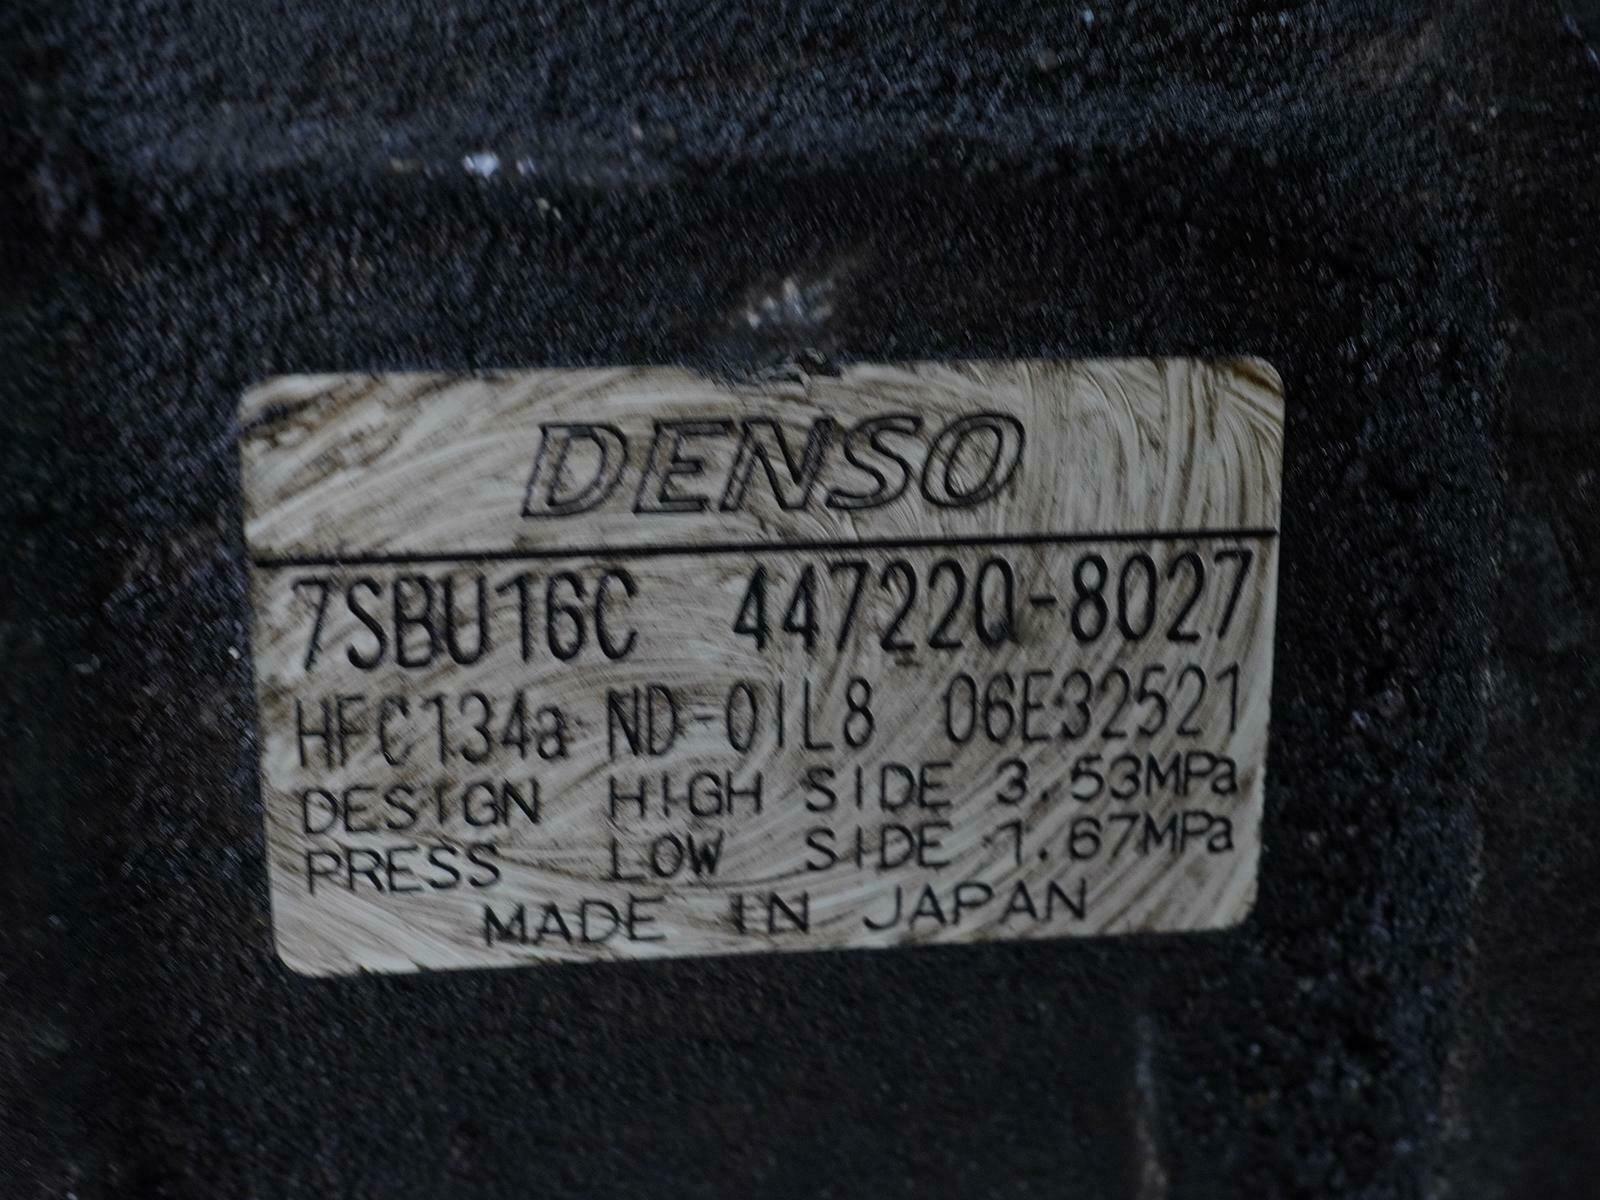 DENSO
7SBU16C 447220-8027
HFC134a ND-OIL8 06E32521
DESIGN HIGH SIDE 3.53MPa
PRESS LOW SIDE 1.67MPa
MADE IN JAPAN